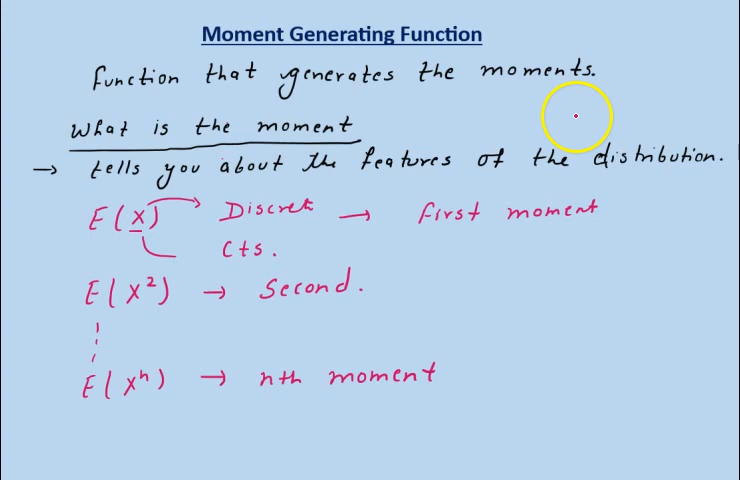 Moment Generating Function
function that generates the moments.
What is the moment
→ tells you about the features of the distribution.
E(x) → Discret → first moment
Cts.
E(x²) → Second.
E(xⁿ) → nth moment